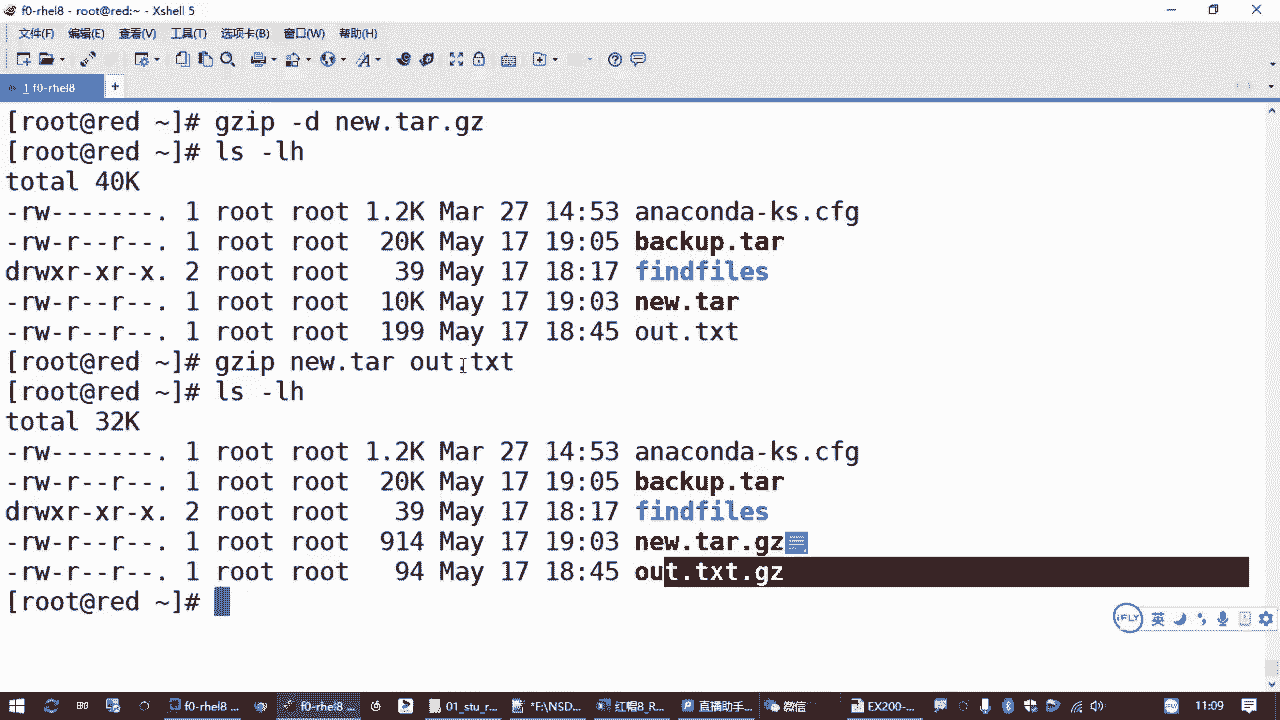 f0-rhel8 - root@red:~ - Xshell 5
文件(F) 编辑(E) 查看(V) 工具(T) 选项卡(B) 窗口(W) 帮助(H)
1 f0-rhel8
[root@red ~]# gzip -d new.tar.gz
[root@red ~]# ls -lh
total 40K
-rw-------. 1 root root 1.2K Mar 27 14:53 anaconda-ks.cfg
-rw-r--r--. 1 root root 20K May 17 19:05 backup.tar
drwxr-xr-x. 2 root root 39 May 17 18:17 findfiles
-rw-r--r--. 1 root root 10K May 17 19:03 new.tar
-rw-r--r--. 1 root root 199 May 17 18:45 out.txt
[root@red ~]# gzip new.tar out.txt
[root@red ~]# ls -lh
total 32K
-rw-------. 1 root root 1.2K Mar 27 14:53 anaconda-ks.cfg
-rw-r--r--. 1 root root 20K May 17 19:05 backup.tar
drwxr-xr-x. 2 root root 39 May 17 18:17 findfiles
-rw-r--r--. 1 root root 914 May 17 19:03 new.tar.gz
-rw-r--r--. 1 root root 94 May 17 18:45 out.txt.gz
[root@red ~]#
iFLY 英
f0-rhel8 ... f0-rhel8... 01_stu_r... *F:\NSD... 红帽8_R... 直播助手... 微信 EX200-... 11:09